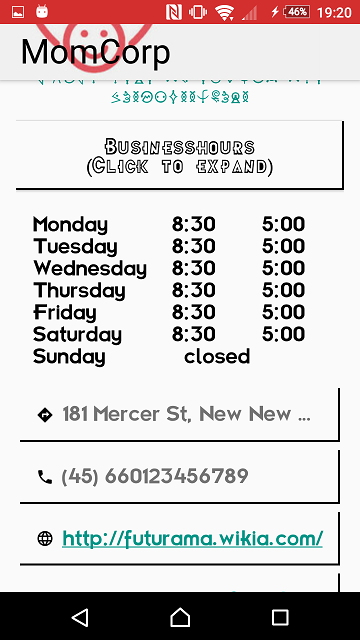 46% 19:20
MomCorp
Businesshours
(Click to expand)
Monday 8:30 5:00
Tuesday 8:30 5:00
Wednesday 8:30 5:00
Thursday 8:30 5:00
Friday 8:30 5:00
Saturday 8:30 5:00
Sunday closed
181 Mercer St, New New ...
(45) 660123456789
http://futurama.wikia.com/